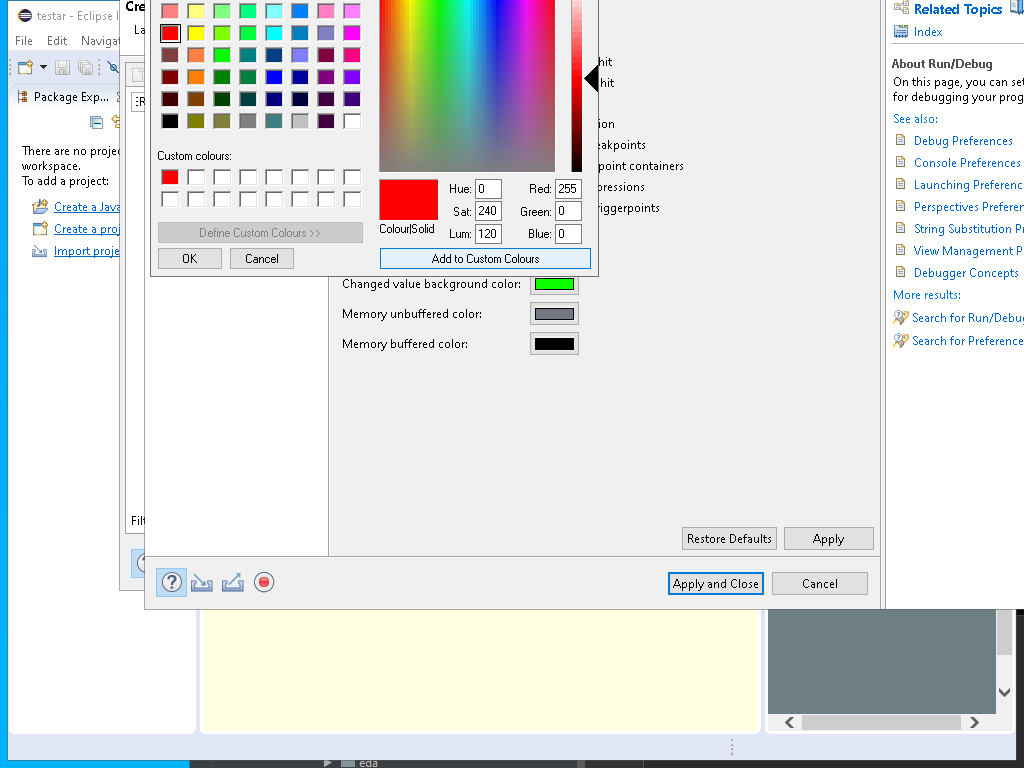 testar - Eclipse I
File Edit Navigat
Package Exp...
There are no projec
workspace.
To add a project:
Create a Java
Create a proj
Import proje
Cre
La
Filt
Custom colours:
Define Custom Colours >>
OK
Cancel
Hue: 0
Red: 255
Sat: 240
Green: 0
Lum: 120
Blue: 0
Colour|Solid
Add to Custom Colours
hit
hit
ion
eakpoints
point containers
pressions
riggerpoints
Changed value background color:
Memory unbuffered color:
Memory buffered color:
Restore Defaults
Apply
Apply and Close
Cancel
Related Topics
Index
About Run/Debug
On this page, you can set
for debugging your prog
See also:
Debug Preferences
Console Preferences
Launching Preferenc
Perspectives Preferer
String Substitution Pr
View Management P
Debugger Concepts
More results:
Search for Run/Debug
Search for Preference
eda